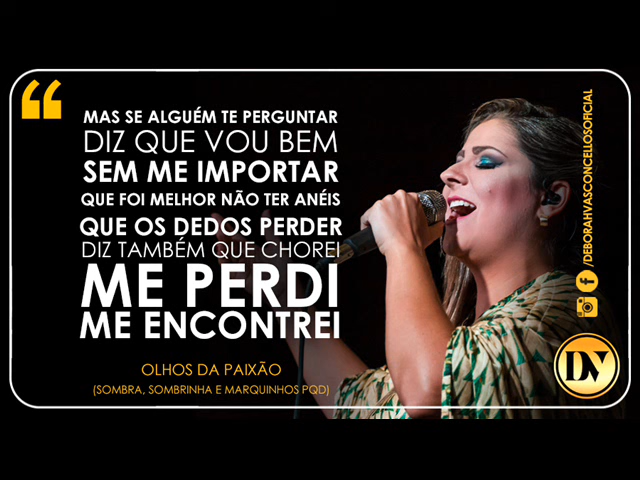 “
MAS SE ALGUÉM TE PERGUNTAR
DIZ QUE VOU BEM
SEM ME IMPORTAR
QUE FOI MELHOR NÃO TER ANÉIS
QUE OS DEDOS PERDER
DIZ TAMBÉM QUE CHOREI
ME PERDI
ME ENCONTREI
OLHOS DA PAIXÃO
(SOMBRA, SOMBRINHA E MARQUINHOS PQD)
/DEBORAHVASCONCELLOSOFICIAL
DV